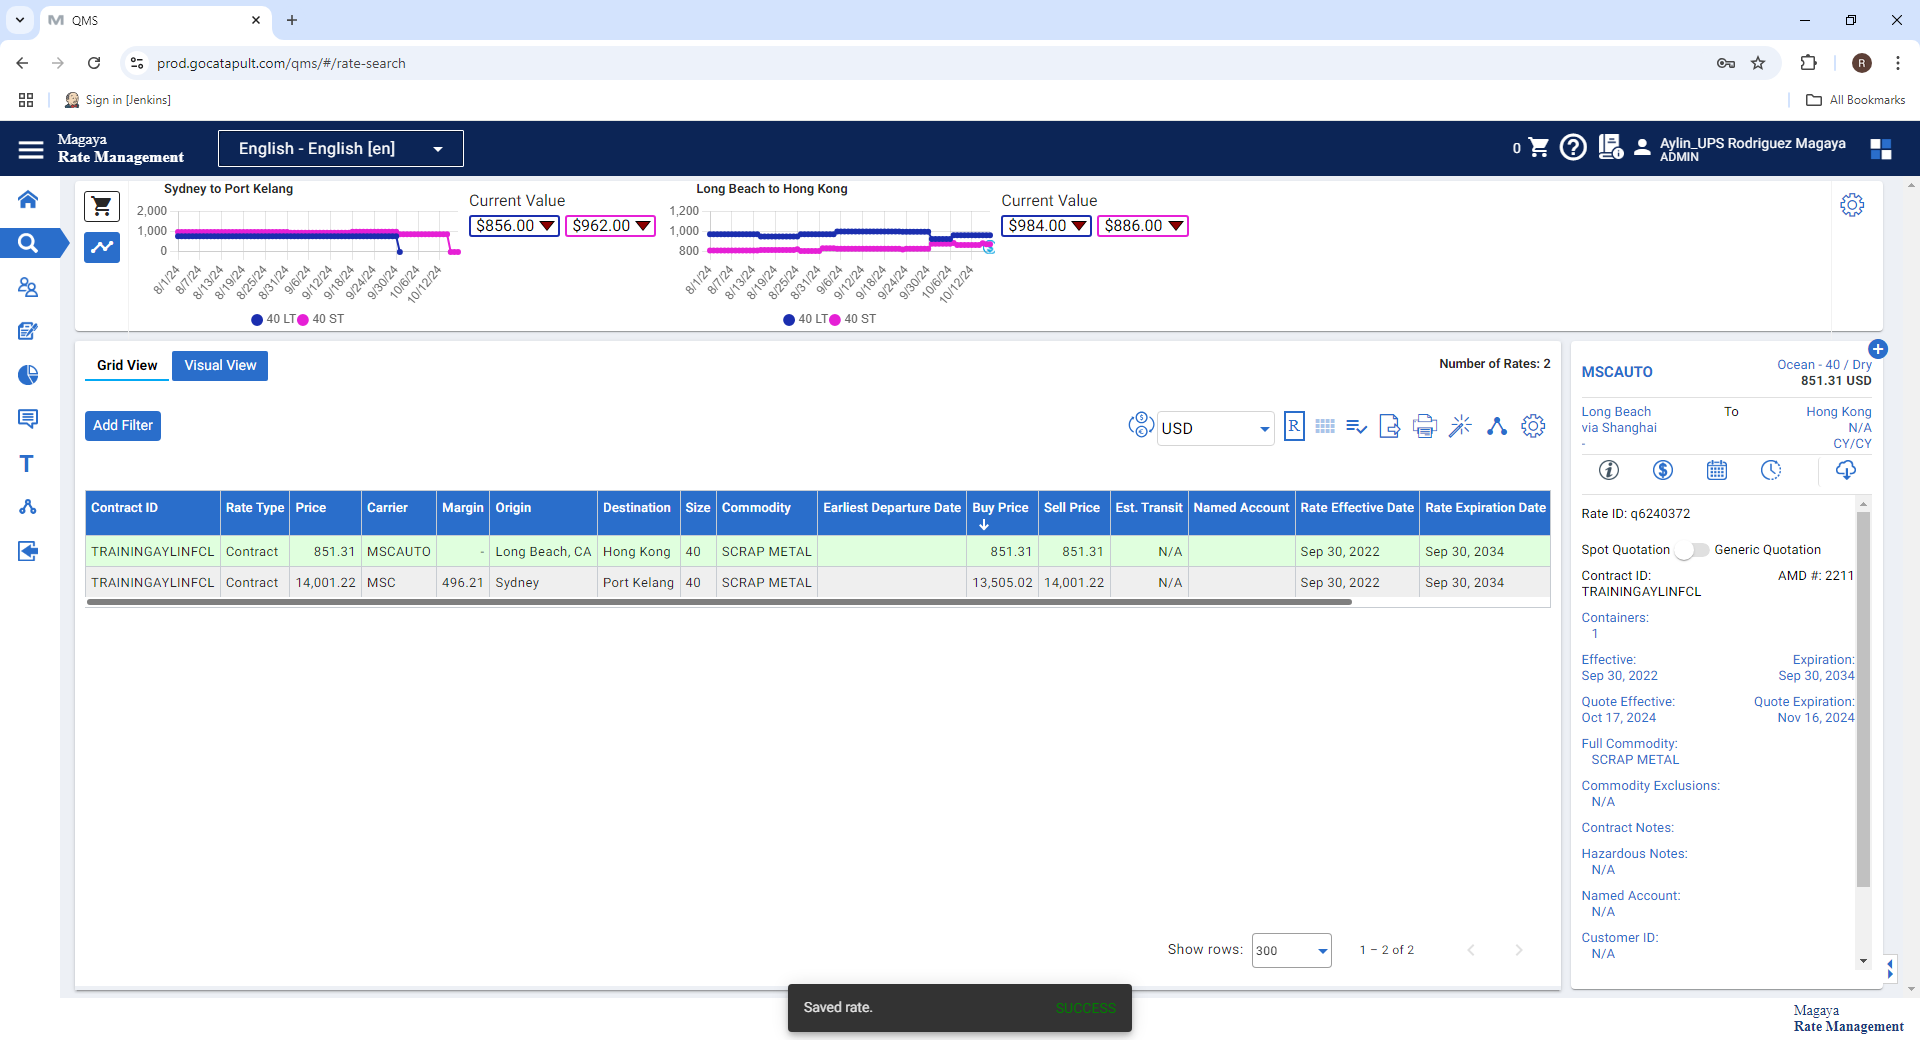 QMS
prod.gocatapult.com/qms/#/rate-search
R
Sign in [Jenkins]
All Bookmarks
Magaya
Rate Management
English - English [en]
0
Aylin_UPS Rodriguez Magaya
ADMIN
Sydney to Port Kelang
2,000
1,000
0
8/1/24
8/7/24
8/13/24
8/19/24
8/25/24
8/31/24
9/6/24
9/12/24
9/18/24
9/24/24
9/30/24
10/6/24
10/12/24
40 LT 40 ST
Current Value
$856.00 $962.00
Long Beach to Hong Kong
1,200
1,000
800
8/1/24
8/7/24
8/13/24
8/19/24
8/25/24
8/31/24
9/6/24
9/12/24
9/18/24
9/24/24
9/30/24
10/6/24
10/12/24
40 LT 40 ST
Current Value
$984.00 $886.00
Grid View Visual View
Number of Rates: 2
Add Filter
USD
R
Contract ID Rate Type Price Carrier Margin Origin Destination Size Commodity Earliest Departure Date Buy Price Sell Price Est. Transit Named Account Rate Effective Date Rate Expiration Date
TRAININGAYLINFCL Contract 851.31 MSCAUTO - Long Beach, CA Hong Kong 40 SCRAP METAL 851.31 851.31 N/A Sep 30, 2022 Sep 30, 2034
TRAININGAYLINFCL Contract 14,001.22 MSC 496.21 Sydney Port Kelang 40 SCRAP METAL 13,505.02 14,001.22 N/A Sep 30, 2022 Sep 30, 2034
Show rows: 300 1 – 2 of 2
MSCAUTO
Ocean - 40 / Dry
851.31 USD
Long Beach To Hong Kong
via Shanghai N/A
- CY/CY
Rate ID: q6240372
Spot Quotation Generic Quotation
Contract ID: AMD #: 2211
TRAININGAYLINFCL
Containers:
1
Effective: Expiration:
Sep 30, 2022 Sep 30, 2034
Quote Effective: Quote Expiration:
Oct 17, 2024 Nov 16, 2024
Full Commodity:
SCRAP METAL
Commodity Exclusions:
N/A
Contract Notes:
Hazardous Notes:
N/A
Named Account:
N/A
Customer ID:
N/A
Saved rate. SUCCESS
Magaya
Rate Management